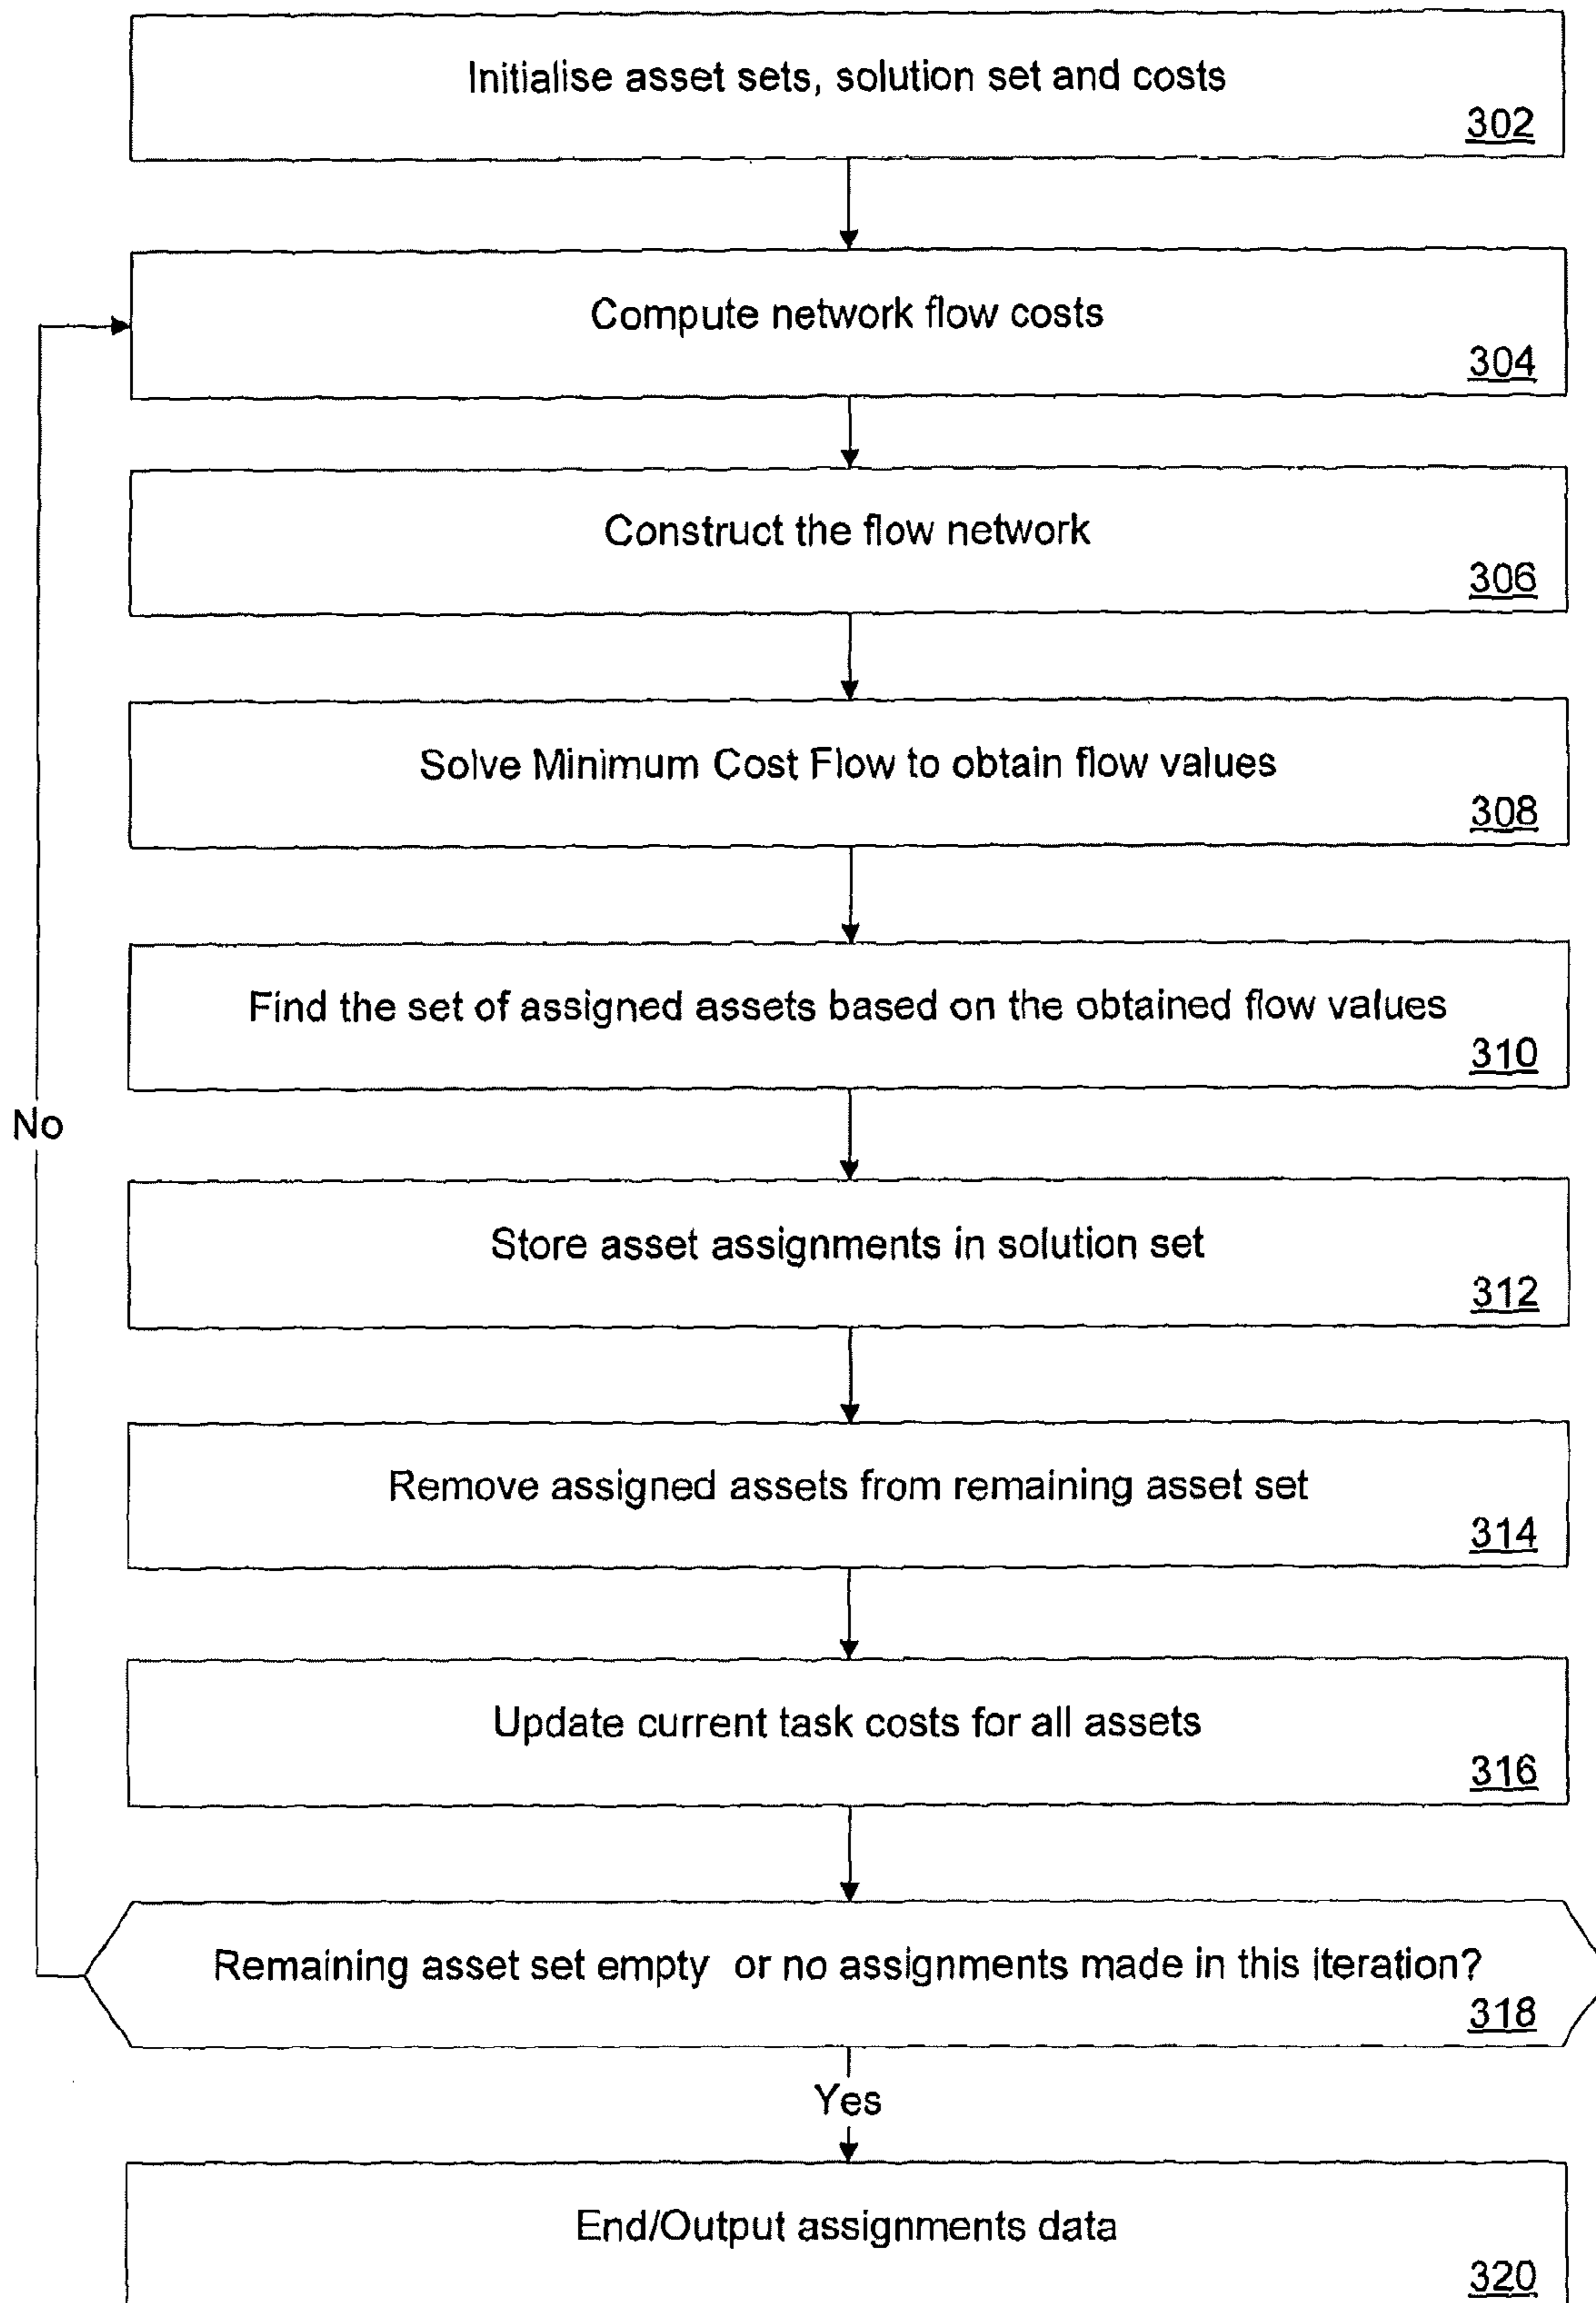 Initialise asset sets, solution set and costs
302
Compute network flow costs
304
Construct the flow network
306
Solve Minimum Cost Flow to obtain flow values
308
Find the set of assigned assets based on the obtained flow values
310
No
Store asset assignments in solution set
312
Remove assigned assets from remaining asset set
314
Update current task costs for all assets
316
Remaining asset set empty or no assignments made in this iteration?
318
Yes
End/Output assignments data
320